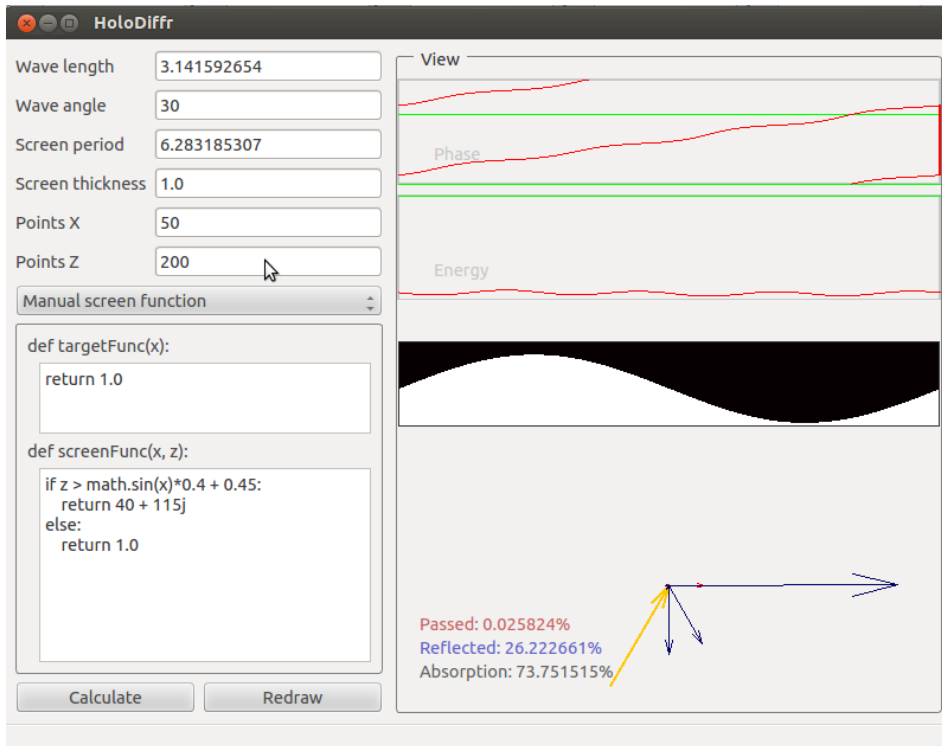 HoloDiffr
Wave length 3.141592654
Wave angle 30
Screen period 6.283185307
Screen thickness 1.0
Points X 50
Points Z 200
Manual screen function
def targetFunc(x):
return 1.0
def screenFunc(x, z):
if z > math.sin(x)*0.4 + 0.45:
return 40 + 115j
else:
return 1.0
Calculate Redraw
View
Phase
Energy
Passed: 0.025824%
Reflected: 26.222661%
Absorption: 73.751515%